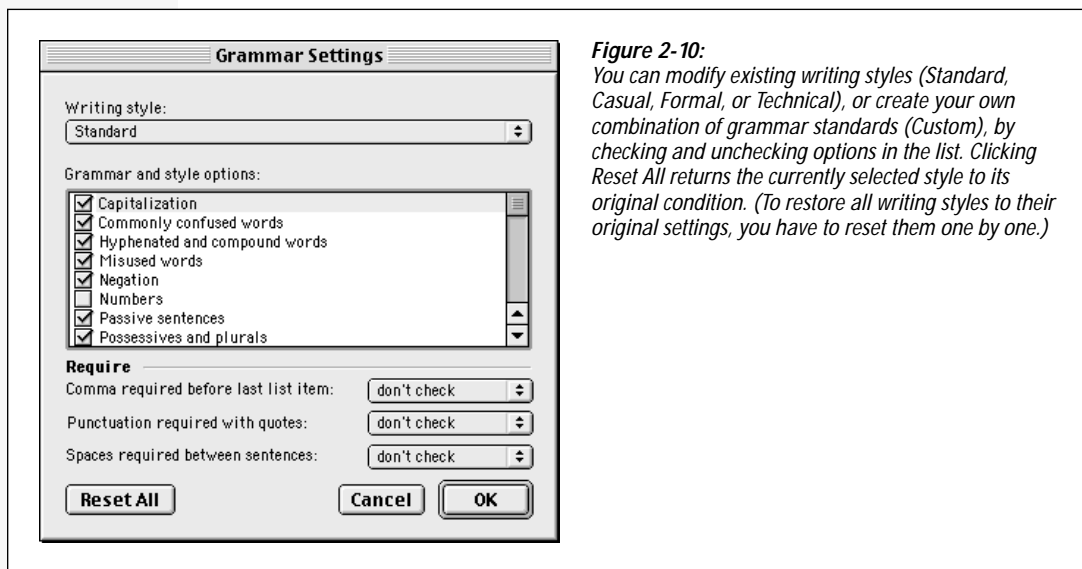 Grammar Settings
Writing style:
Standard
Grammar and style options:
Capitalization
Commonly confused words
Hyphenated and compound words
Misused words
Negation
Numbers
Passive sentences
Possessives and plurals
Require
Comma required before last list item: don't check
Punctuation required with quotes: don't check
Spaces required between sentences: don't check
Reset All Cancel OK
Figure 2-10:
You can modify existing writing styles (Standard,
Casual, Formal, or Technical), or create your own
combination of grammar standards (Custom), by
checking and unchecking options in the list. Clicking
Reset All returns the currently selected style to its
original condition. (To restore all writing styles to their
original settings, you have to reset them one by one.)